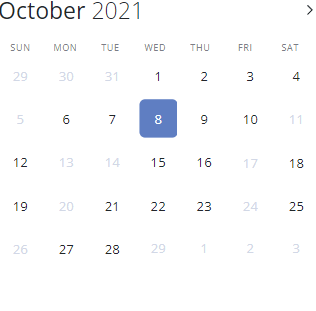 October 2021
SUN MON TUE WED THU FRI SAT
29 30 31 1 2 3 4
5 6 7 8 9 10 11
12 13 14 15 16 17 18
19 20 21 22 23 24 25
26 27 28 29 1 2 3